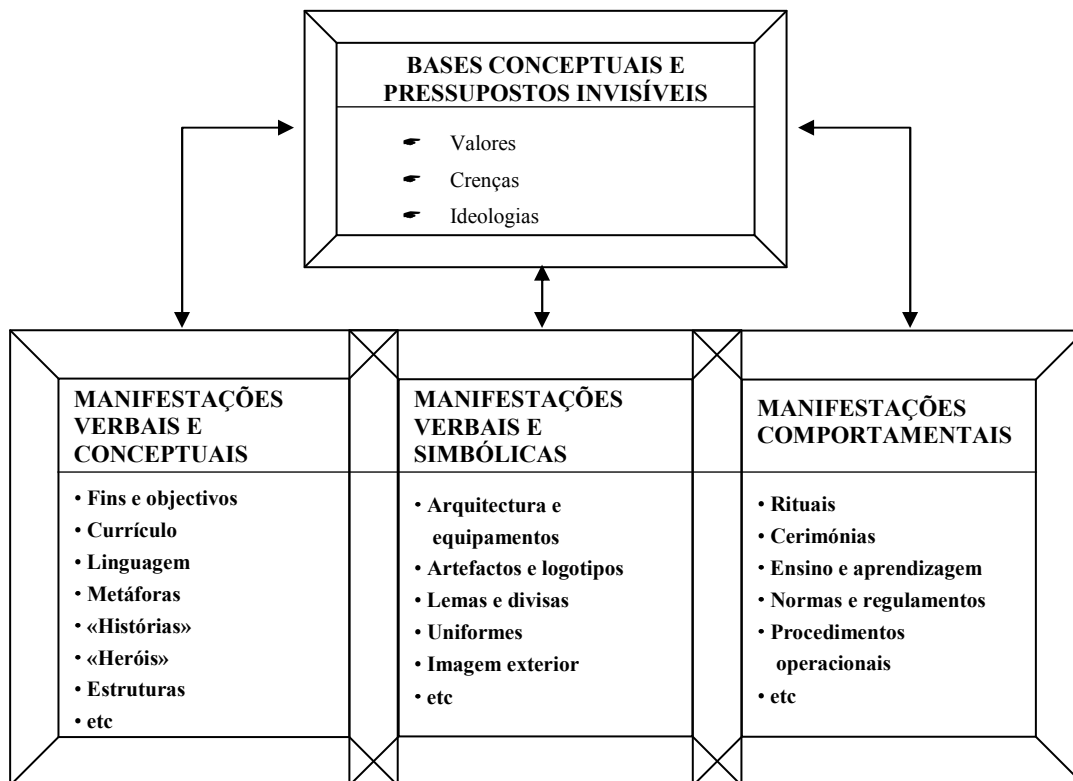 BASES CONCEPTUAIS E
PRESSUPOSTOS INVISÍVEIS
☛ Valores
☛ Crenças
☛ Ideologias
MANIFESTAÇÕES
VERBAIS E
CONCEPTUAIS
• Fins e objectivos
• Currículo
• Linguagem
• Metáforas
• «Histórias»
• «Heróis»
• Estruturas
• etc
MANIFESTAÇÕES
VERBAIS E
SIMBÓLICAS
• Arquitectura e
equipamentos
• Artefactos e logotipos
• Lemas e divisas
• Uniformes
• Imagem exterior
• etc
MANIFESTAÇÕES
COMPORTAMENTAIS
• Rituais
• Cerimónias
• Ensino e aprendizagem
• Normas e regulamentos
• Procedimentos
operacionais
• etc